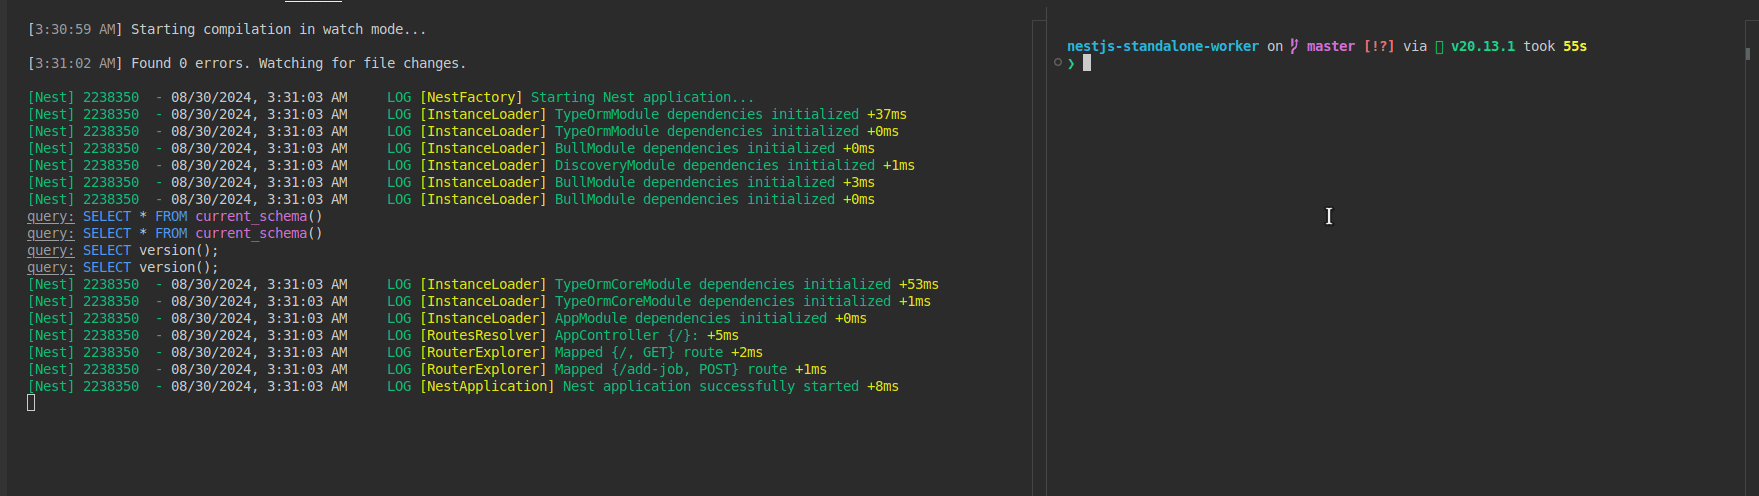 [3:30:59 AM] Starting compilation in watch mode...
[3:31:02 AM] Found 0 errors. Watching for file changes.
[Nest] 2238350  - 08/30/2024, 3:31:03 AM     LOG [NestFactory] Starting Nest application...
[Nest] 2238350  - 08/30/2024, 3:31:03 AM     LOG [InstanceLoader] TypeOrmModule dependencies initialized +37ms
[Nest] 2238350  - 08/30/2024, 3:31:03 AM     LOG [InstanceLoader] TypeOrmModule dependencies initialized +0ms
[Nest] 2238350  - 08/30/2024, 3:31:03 AM     LOG [InstanceLoader] BullModule dependencies initialized +0ms
[Nest] 2238350  - 08/30/2024, 3:31:03 AM     LOG [InstanceLoader] DiscoveryModule dependencies initialized +1ms
[Nest] 2238350  - 08/30/2024, 3:31:03 AM     LOG [InstanceLoader] BullModule dependencies initialized +3ms
[Nest] 2238350  - 08/30/2024, 3:31:03 AM     LOG [InstanceLoader] BullModule dependencies initialized +0ms
query: SELECT * FROM current_schema()
query: SELECT * FROM current_schema()
query: SELECT version();
query: SELECT version();
[Nest] 2238350  - 08/30/2024, 3:31:03 AM     LOG [InstanceLoader] TypeOrmCoreModule dependencies initialized +53ms
[Nest] 2238350  - 08/30/2024, 3:31:03 AM     LOG [InstanceLoader] TypeOrmCoreModule dependencies initialized +1ms
[Nest] 2238350  - 08/30/2024, 3:31:03 AM     LOG [InstanceLoader] AppModule dependencies initialized +0ms
[Nest] 2238350  - 08/30/2024, 3:31:03 AM     LOG [RoutesResolver] AppController {/}: +5ms
[Nest] 2238350  - 08/30/2024, 3:31:03 AM     LOG [RouterExplorer] Mapped {/, GET} route +2ms
[Nest] 2238350  - 08/30/2024, 3:31:03 AM     LOG [RouterExplorer] Mapped {/add-job, POST} route +1ms
[Nest] 2238350  - 08/30/2024, 3:31:03 AM     LOG [NestApplication] Nest application successfully started +8ms
nestjs-standalone-worker on master [!?] via v20.13.1 took 55s
❯